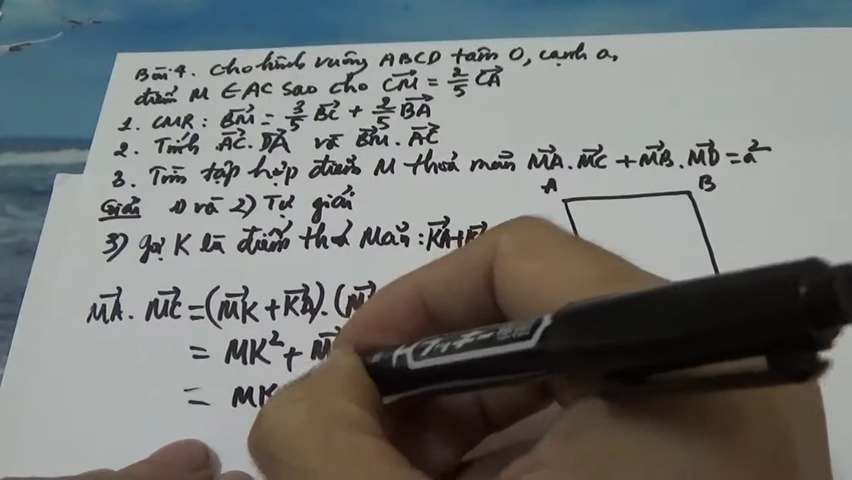 Bài 4. Cho hình vuông ABCD tâm O, cạnh a,
điểm M ∈ AC sao cho CM⃗ = 2/5 CA⃗
1. CMR: BM⃗ = 3/5 BC⃗ + 2/5 BA⃗
2. Tính AC⃗ . DA⃗ và BM⃗ . AC⃗
3. Tìm tập hợp điểm M thoả mãn MA⃗ . MC⃗ + MB⃗ . MD⃗ = a²
A B
Giải 1) và 2) Tự giải
3) gọi K là điểm thoả mãn : KA⃗ +
MA⃗ . MC⃗ = (MK⃗ + KA⃗) . (
= MK² +
=